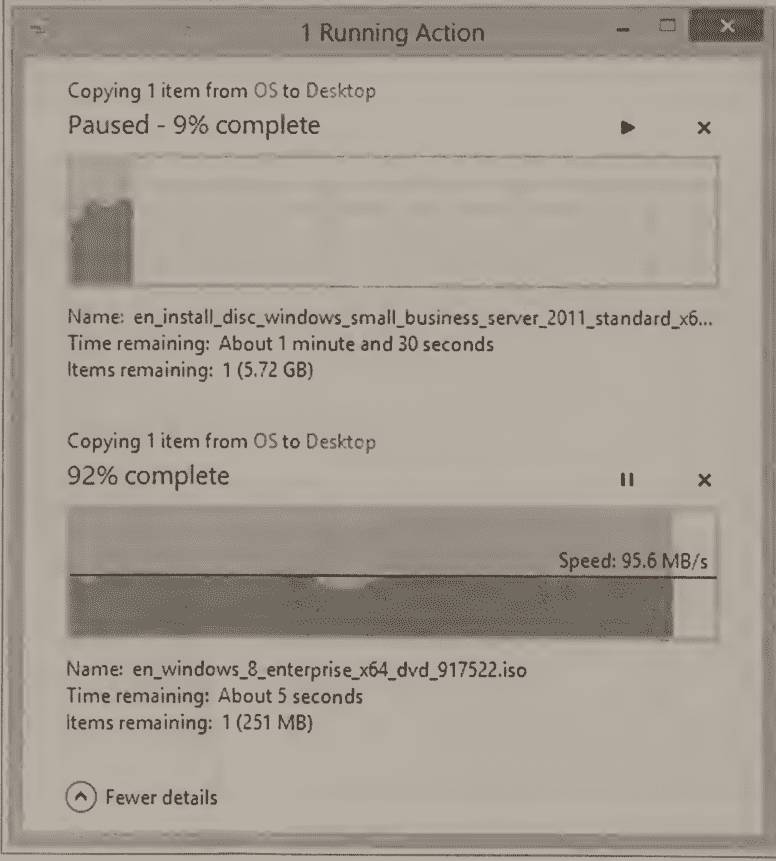 1 Running Action
Copying 1 item from OS to Desktop
Paused - 9% complete
Name: en_install_disc_windows_small_business_server_2011_standard_x6...
Time remaining: About 1 minute and 30 seconds
Items remaining: 1 (5.72 GB)
Copying 1 item from OS to Desktop
92% complete
Speed: 95.6 MB/s
Name: en_windows_8_enterprise_x64_dvd_917522.iso
Time remaining: About 5 seconds
Items remaining: 1 (251 MB)
Fewer details